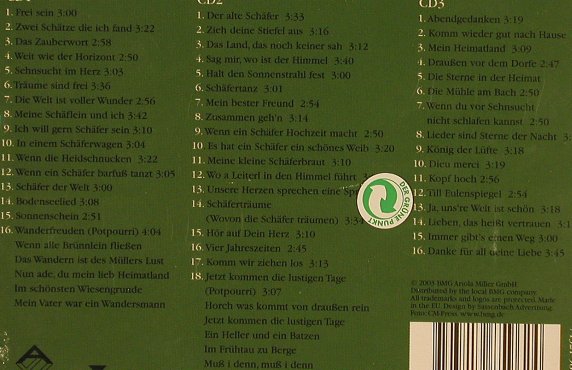 CD2
CD3
1. Frei sein 3:00
2. Zwei Schätze die ich fand 3:22
3. Das Zauberwort 2:58
4. Weit wie der Horizont 2:50
5. Sehnsucht im Herz 3:03
6. Träume sind frei 3:36
7. Die Welt ist voller Wunder 2:56
8. Meine Schäflein und ich 3:42
9. Ich will gern Schäfer sein 3:10
10. In einem Schäferwagen 3:04
11. Wenn die Heidschnucken 3:22
12. Wenn ein Schäfer barfuß tanzt 3:05
13. Schäfer der Welt 3:00
14. Bodenseelied 3:08
15. Sonnenschein 2:51
16. Wanderfreuden (Potpourri) 4:04
Wenn alle Brünnlein fließen
Das Wandern ist des Müllers Lust
Nun ade, du mein lieb Heimatland
Im schönsten Wiesengrunde
Mein Vater war ein Wandersmann
1. Der alte Schäfer 3:33
2. Zieh deine Stiefel aus 3:16
3. Das Land, das noch keiner sah 3:12
4. Sag mir, wo ist der Himmel 3:40
5. Halt den Sonnenstrahl fest 3:00
6. Schäfertanz 3:01
7. Mein bester Freund 2:54
8. Zusammen geh'n 3:14
9. Wenn ein Schäfer Hochzeit macht 2:50
10. Es hat ein Schäfer ein schönes Weib 3:20
11. Meine kleine Schäferbraut 3:10
12. Wo a Leiterl in den Himmel führt
13. Unsere Herzen sprechen eine
14. Schäferträume
(Wovon die Schäfer träumen) 3:34
15. Hör auf Dein Herz 3:10
16. Vier Jahreszeiten 2:45
17. Komm wir ziehen los 3:13
18. Jetzt kommen die lustigen Tage
(Potpourri) 3:07
Horch was kommt von draußen rein
Jetzt kommen die lustigen Tage
Ein Heller und ein Batzen
Im Frühtau zu Berge
Muß i denn, muß i denn
1. Abendgedanken 3:19
2. Komm wieder gut nach Hause
3. Mein Heimatland 3:09
4. Draußen vor dem Dorfe 2:47
5. Die Sterne in der Heimat
6. Die Mühle am Bach 2:50
7. Wenn du vor Sehnsucht
nicht schlafen kannst 2:50
8. Lieder sind Sterne der Nacht
9. König der Lüfte 3:18
10. Dieu merci 3:19
11. Kopf hoch 2:56
12. Till Eulenspiegel 2:54
13. Ja, uns're Welt ist schön 3:18
14. Lieben, das heißt vertrauen
15. Immer gibt's einen Weg 3:00
16. Danke für all deine Liebe 3:45
DER GRÜNE PUNKT
© 2003 BMG Ariola Miller GmbH
Distributed by the local BMG company.
All trademarks and logos are protected. Made
in the EU. Design by Sassenbach Advertising.
Foto: CM-Press. www.bmg.de